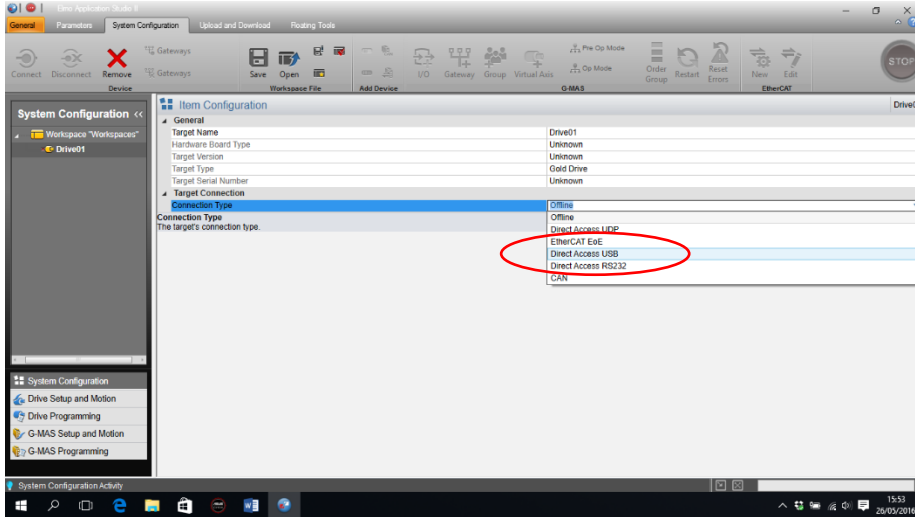 Elmo Application Studio II
General Parameters System Configuration Upload and Download Floating Tools
Connect Disconnect Remove Gateways Gateways
Device
Save Open
Workspace File
Add Device
I/O Gateway Group Virtual Axis Pre Op Mode Op Mode Order Group Restart Reset Errors
G-MAS
New Edit
EtherCAT
STOP
System Configuration <<
Workspace "Workspaces"
Drive01
Item Configuration
General
Target Name Drive01
Hardware Board Type Unknown
Target Version Unknown
Target Type Gold Drive
Target Serial Number Unknown
Target Connection
Connection Type Offline
Connection Type
The target's connection type.
Offline
Direct Access UDP
EtherCAT EoE
Direct Access USB
Direct Access RS232
CAN
System Configuration
Drive Setup and Motion
Drive Programming
G-MAS Setup and Motion
G-MAS Programming
System Configuration Activity
15:53
26/05/2016